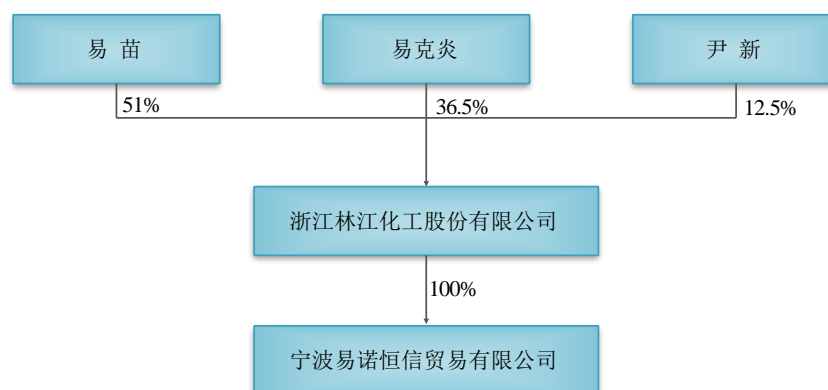 易 苗
易克炎
尹 新
51%
36.5%
12.5%
浙江林江化工股份有限公司
100%
宁波易诺恒信贸易有限公司